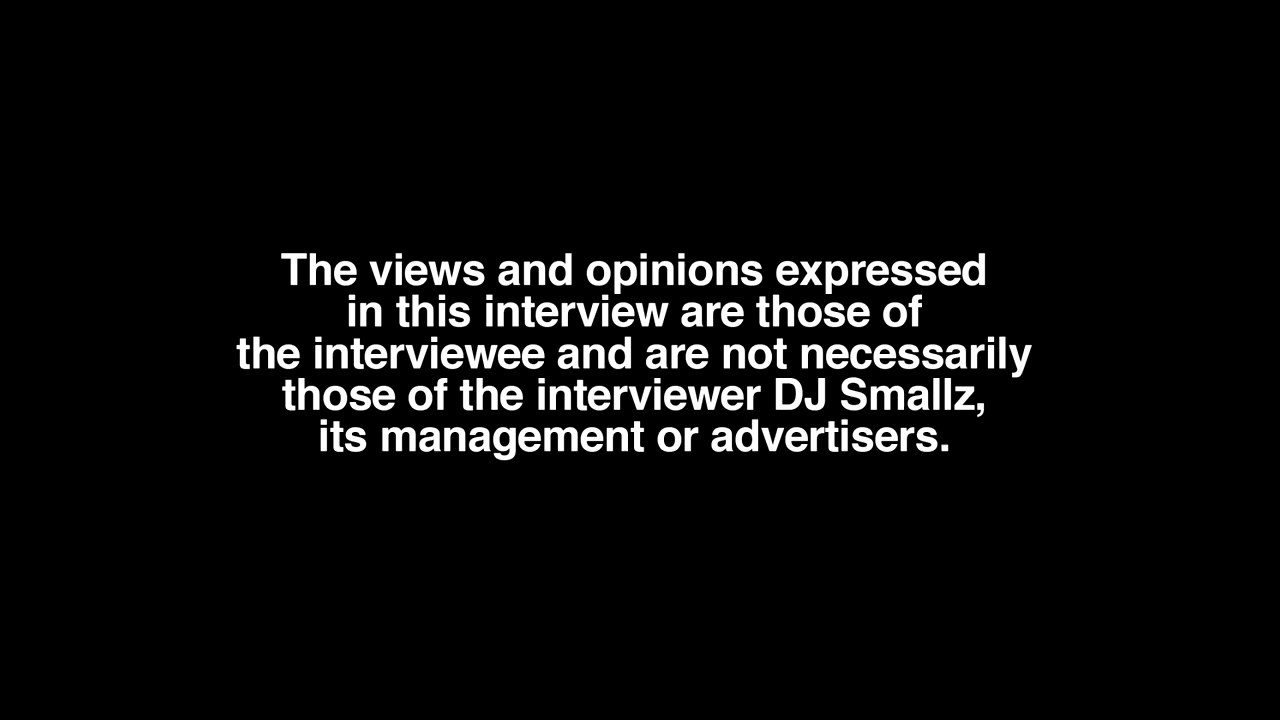 The views and opinions expressed
in this interview are those of
the interviewee and are not necessarily
those of the interviewer DJ Smallz,
its management or advertisers.